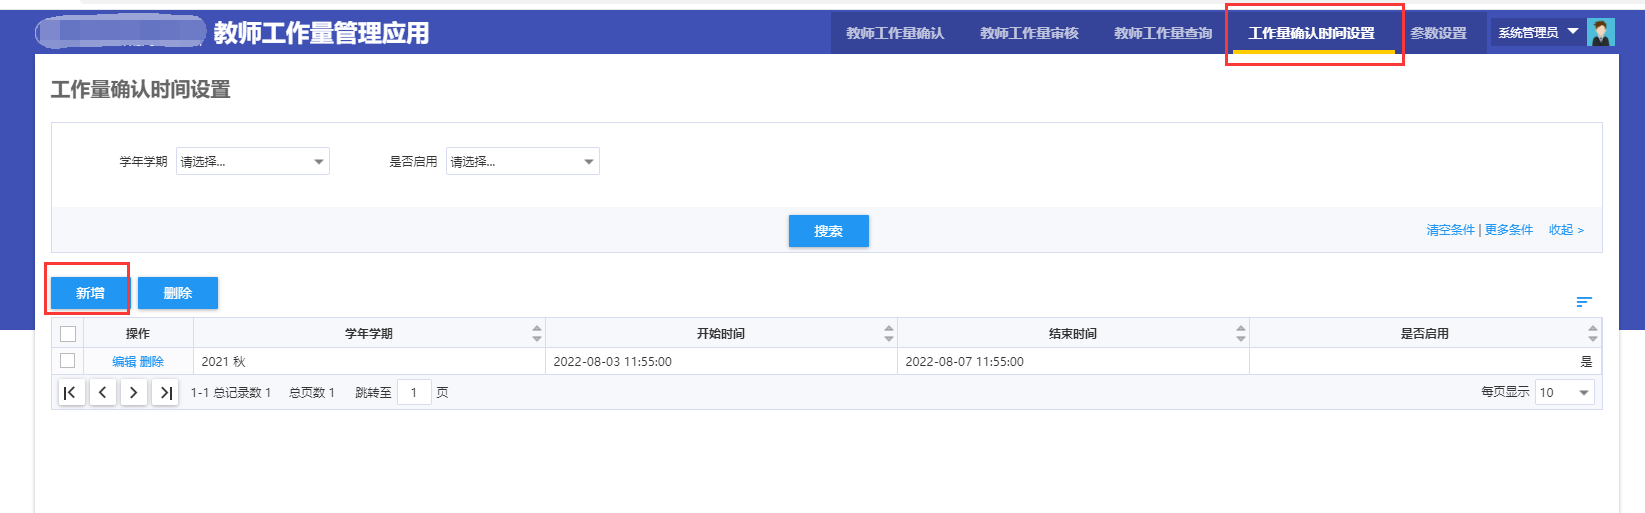 教师工作量管理应用
教师工作量确认 教师工作量审核 教师工作量查询 工作量确认时间设置 参数设置 系统管理员
工作量确认时间设置
学年学期 请选择... 是否启用 请选择...
搜索
清空条件 | 更多条件 收起 >
新增 删除
操作 学年学期 开始时间 结束时间 是否启用
编辑 删除 2021 秋 2022-08-03 11:55:00 2022-08-07 11:55:00 是
1-1 总记录数 1 总页数 1 跳转至 1 页 每页显示 10